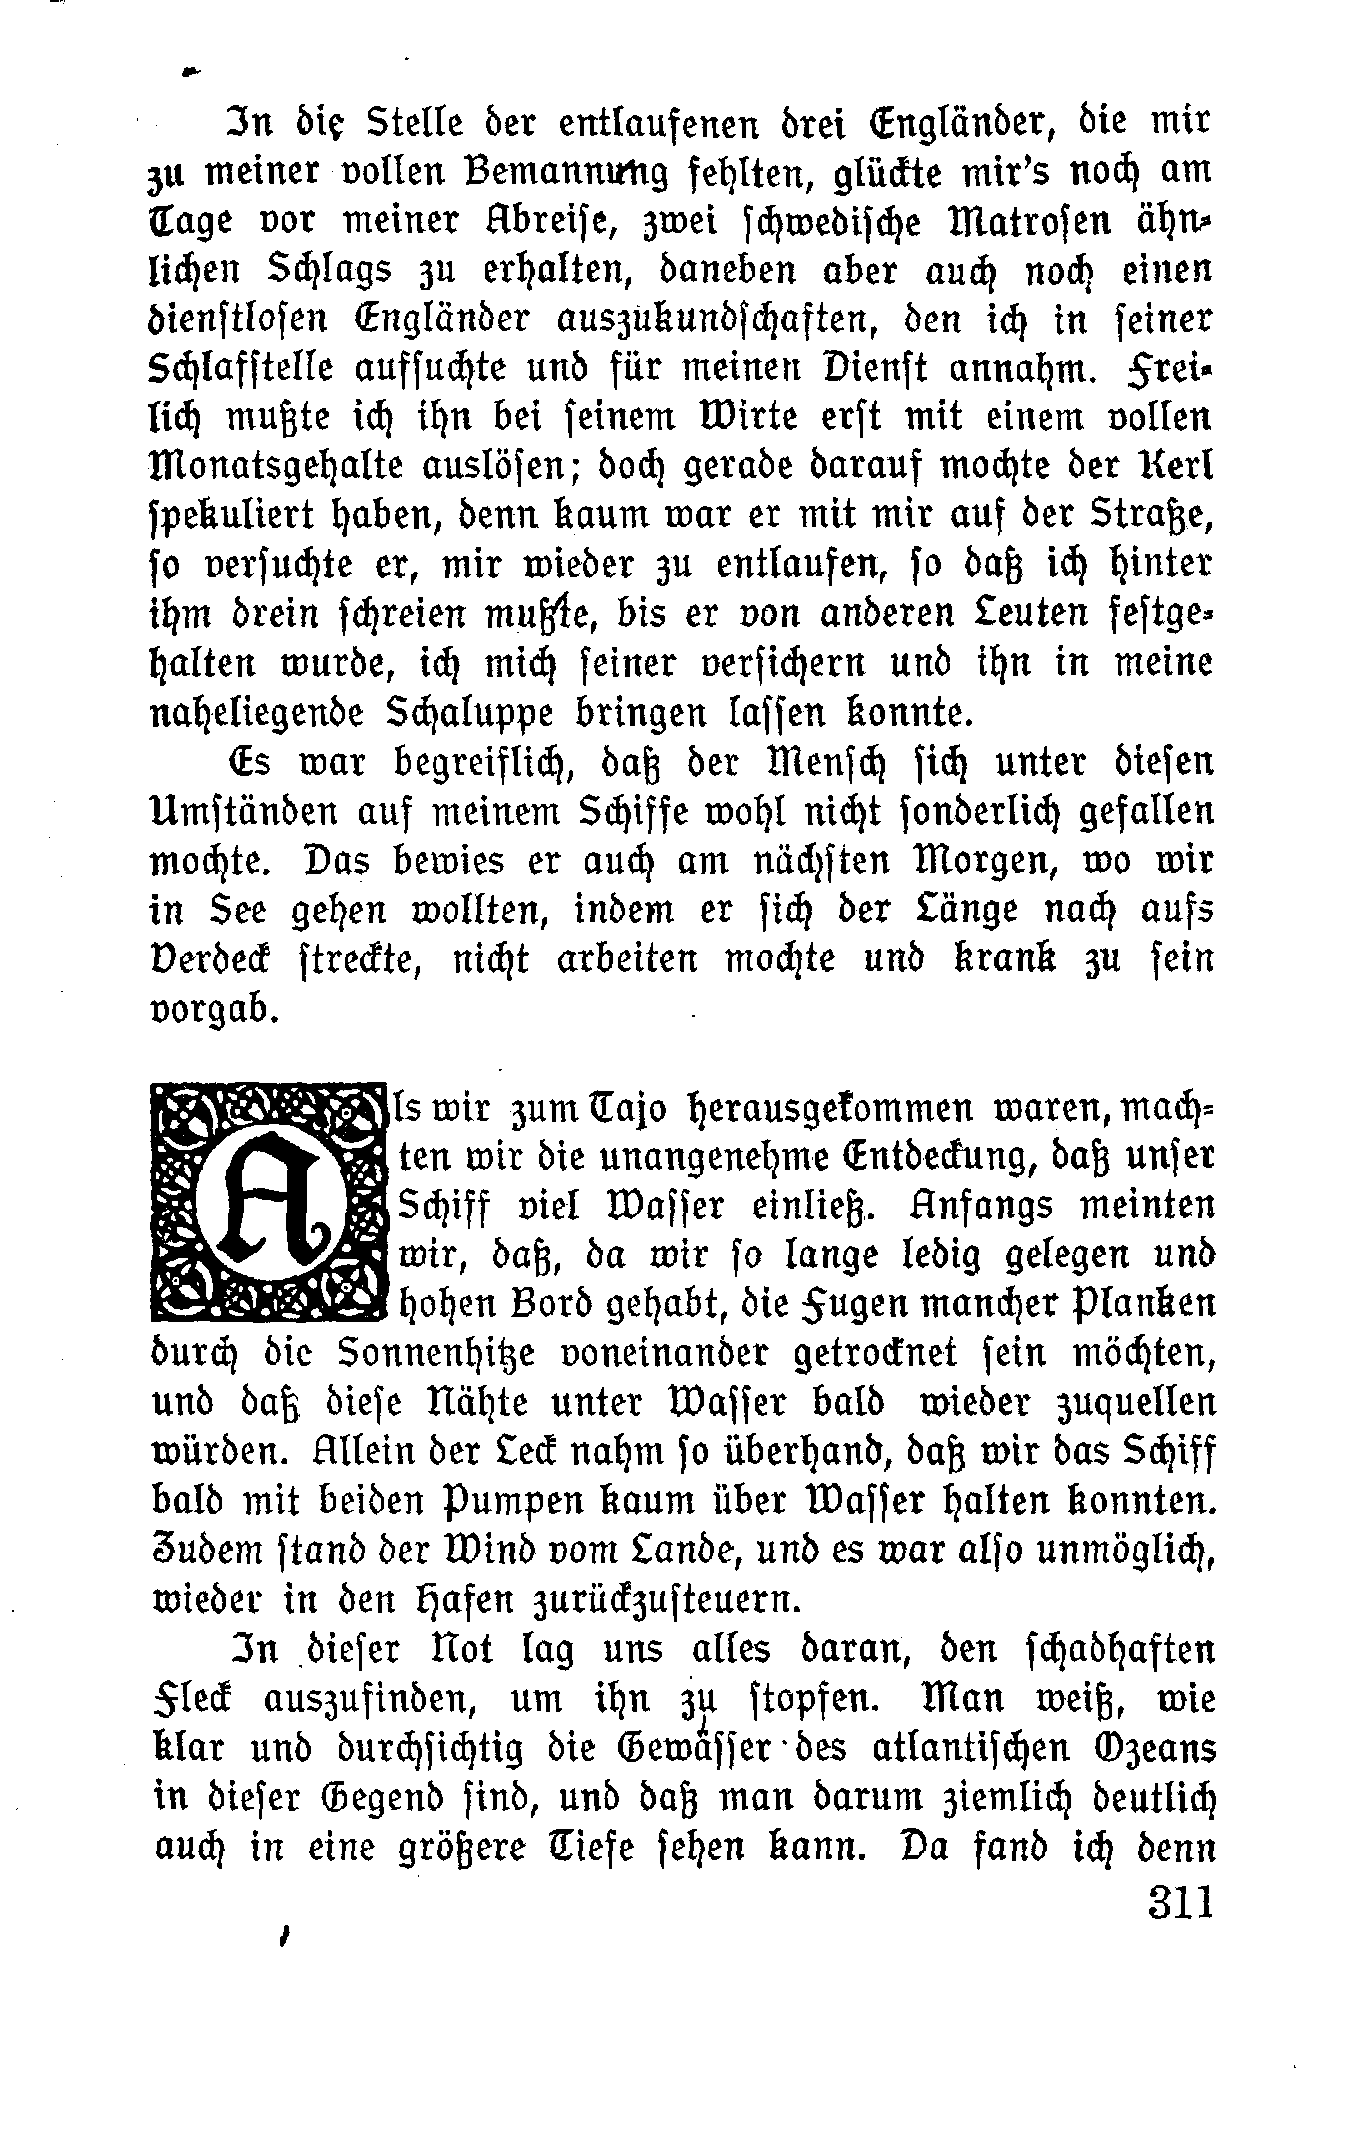 In die Stelle der entlaufenen drei Engländer, die mir
zu meiner vollen Bemannung fehlten, glückte mir's noch am
Tage vor meiner Abreise, zwei schwedische Matrosen ähn-
lichen Schlags zu erhalten, daneben aber auch noch einen
dienstlosen Engländer auszukundschaften, den ich in seiner
Schlafstelle aufsuchte und für meinen Dienst annahm. Frei-
lich mußte ich ihn bei seinem Wirte erst mit einem vollen
Monatsgehalte auslösen; doch gerade darauf mochte der Kerl
spekuliert haben, denn kaum war er mit mir auf der Straße,
so versuchte er, mir wieder zu entlaufen, so daß ich hinter
ihm drein schreien mußte, bis er von anderen Leuten festge-
halten wurde, ich mich seiner versichern und ihn in meine
naheliegende Schaluppe bringen lassen konnte.
Es war begreiflich, daß der Mensch sich unter diesen
Umständen auf meinem Schiffe wohl nicht sonderlich gefallen
mochte. Das bewies er auch am nächsten Morgen, wo wir
in See gehen wollten, indem er sich der Länge nach aufs
Verdeck streckte, nicht arbeiten mochte und krank zu sein
vorgab.
Als wir zum Tajo herausgekommen waren, mach-
ten wir die unangenehme Entdeckung, daß unser
Schiff viel Wasser einließ. Anfangs meinten
wir, daß, da wir so lange ledig gelegen und
hohen Bord gehabt, die Fugen mancher Planken
durch die Sonnenhitze voneinander getrocknet sein möchten,
und daß diese Nähte unter Wasser bald wieder zuquellen
würden. Allein der Leck nahm so überhand, daß wir das Schiff
bald mit beiden Pumpen kaum über Wasser halten konnten.
Zudem stand der Wind vom Lande, und es war also unmöglich,
wieder in den Hafen zurückzusteuern.
In dieser Not lag uns alles daran, den schadhaften
Fleck auszufinden, um ihn zu stopfen. Man weiß, wie
klar und durchsichtig die Gewässer des atlantischen Ozeans
in dieser Gegend sind, und daß man darum ziemlich deutlich
auch in eine größere Tiefe sehen kann. Da fand ich denn
311